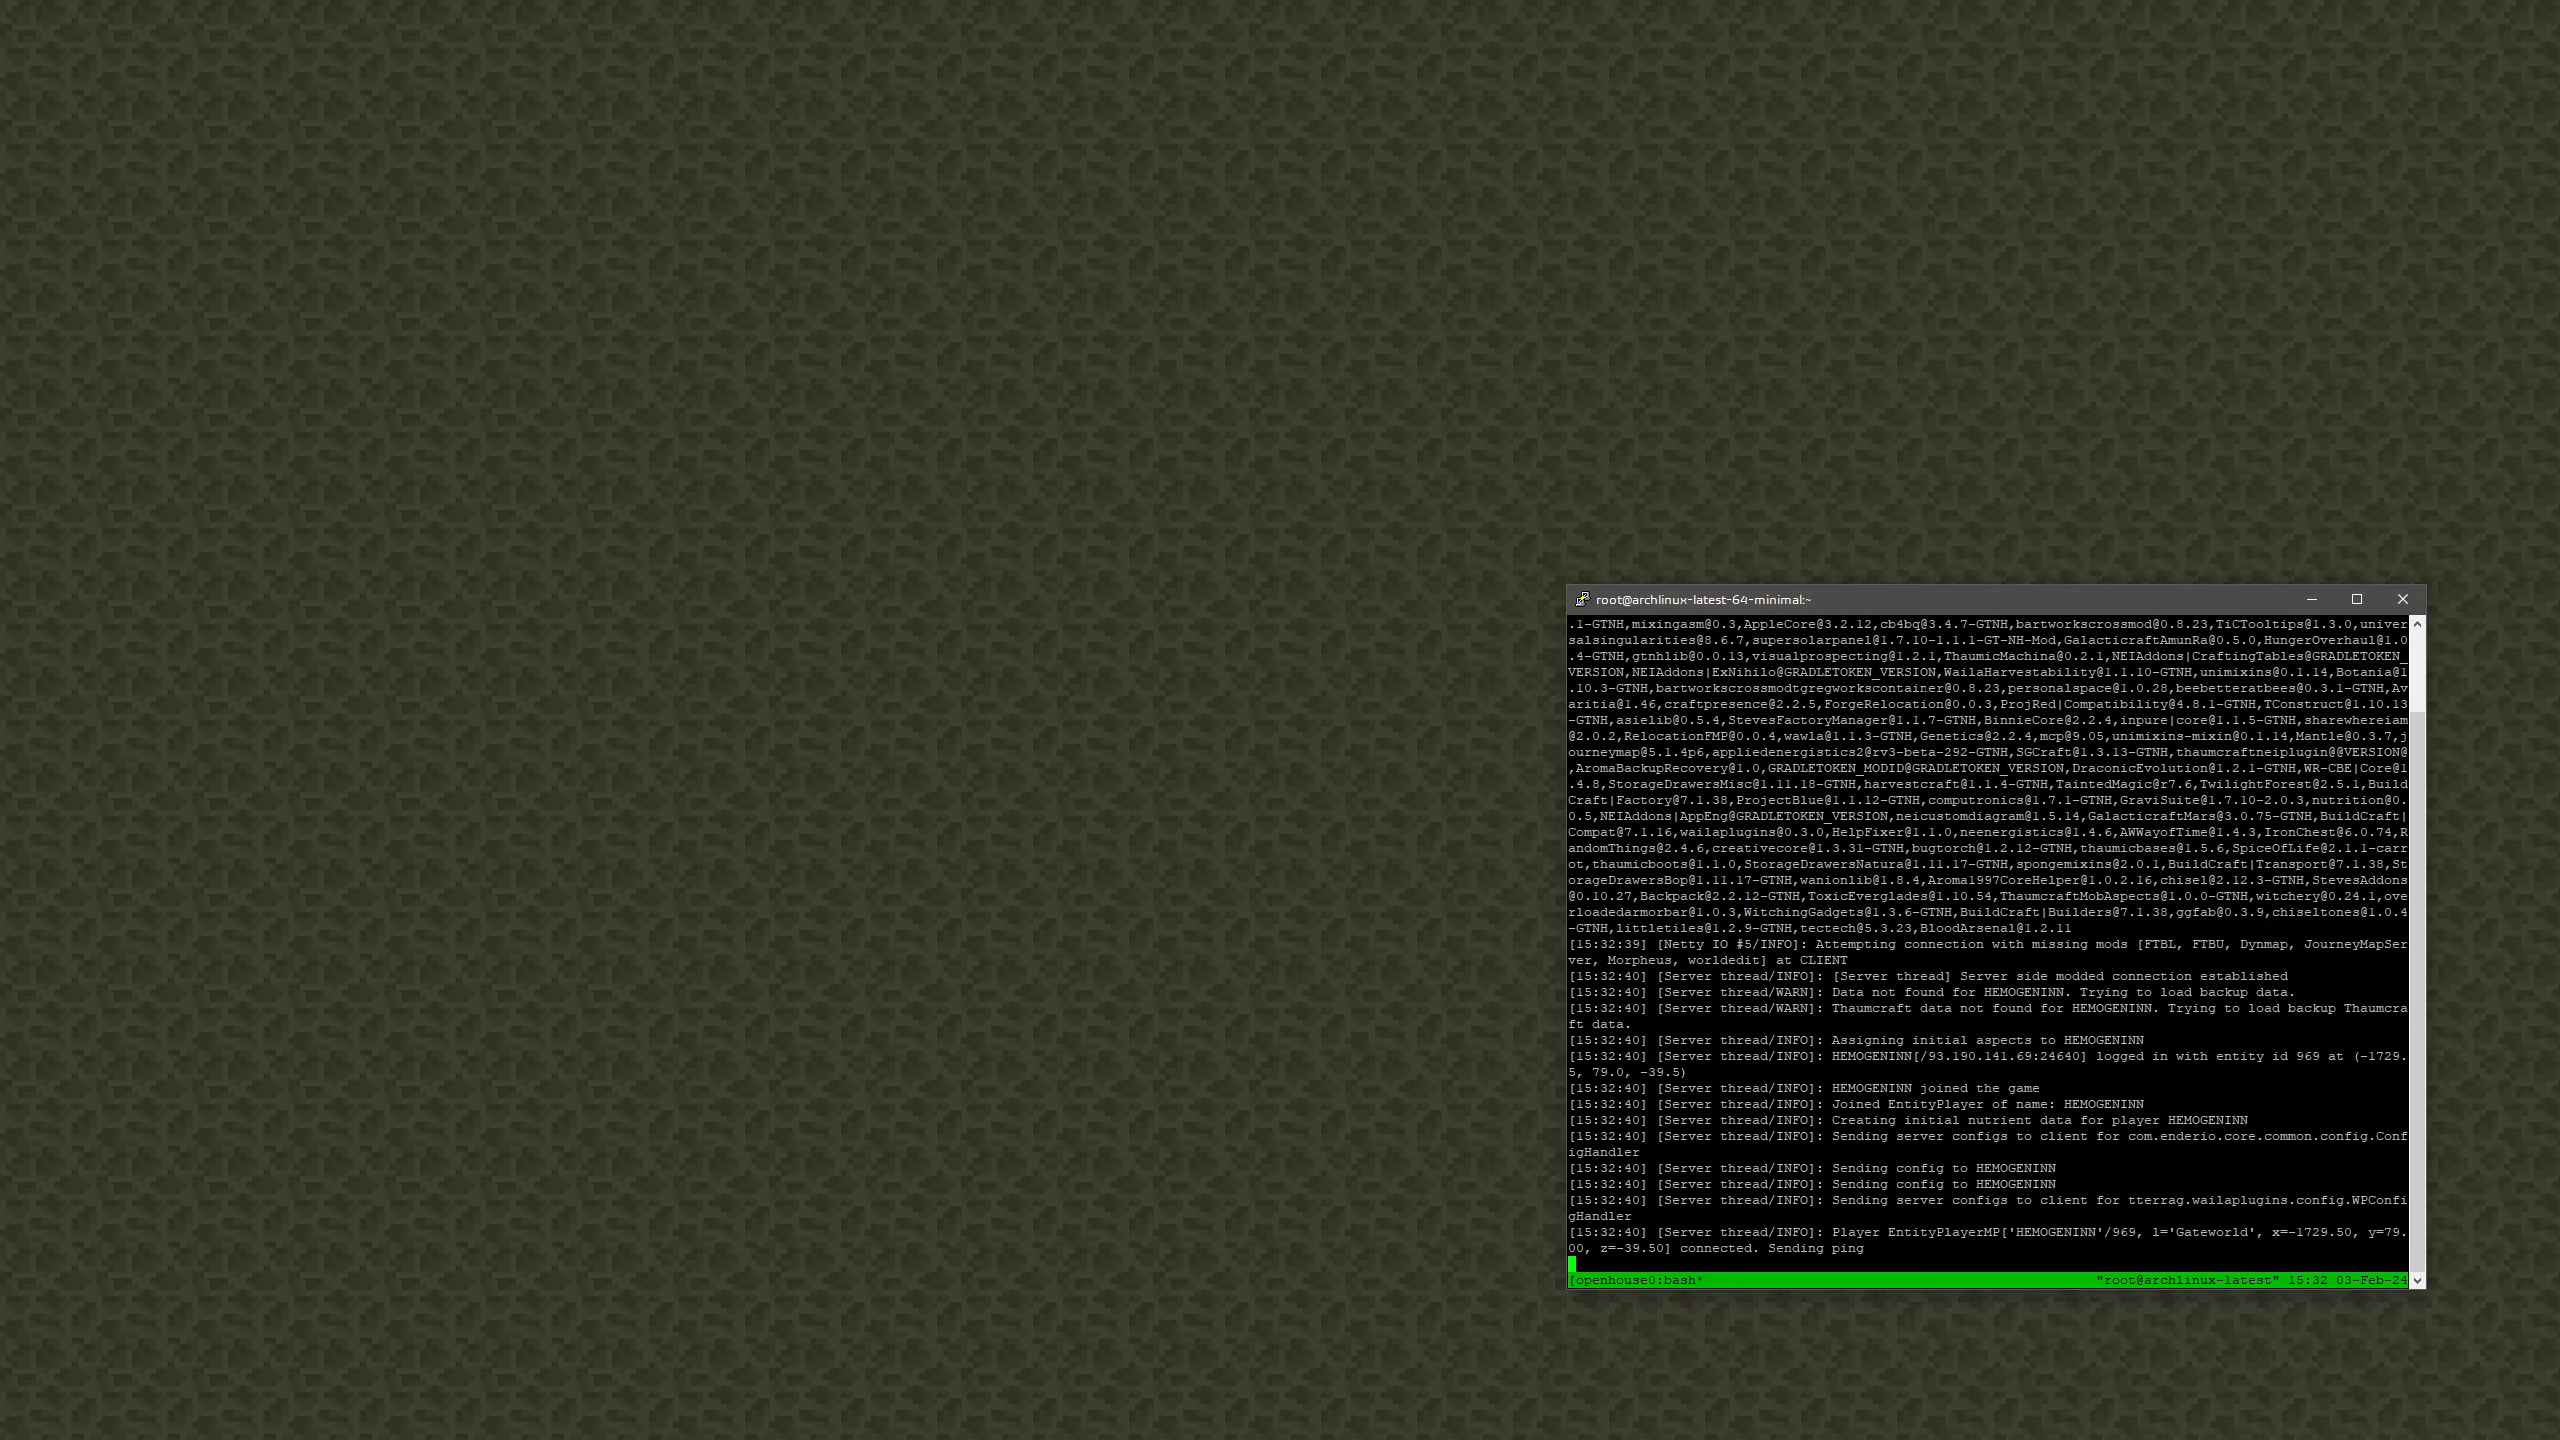 root@archlinux-latest-64-minimal:~
.1-GTNH,mixingasm@0.3,AppleCore@3.2.12,cb4bq@3.4.7-GTNH,bartworkscrossmod@0.8.23,TiCTooltips@1.3.0,univer
salsingularities@8.6.7,supersolarpanel@1.7.10-1.1.1-GT-NH-Mod,GalacticraftAmunRa@0.5.0,HungerOverhaul@1.0
.4-GTNH,gtnhlib@0.0.13,visualprospecting@1.2.1,ThaumicMachina@0.2.1,NEIAddons|CraftingTables@GRADLETOKEN_
VERSION,NEIAddons|ExNihilo@GRADLETOKEN_VERSION,WailaHarvestability@1.1.10-GTNH,unimixins@0.1.14,Botania@1
.10.3-GTNH,bartworkscrossmodtgregworkscontainer@0.8.23,personalspace@1.0.28,beebetteratbees@0.3.1-GTNH,Av
aritia@1.46,craftpresence@2.2.5,ForgeRelocation@0.0.3,ProjRed|Compatibility@4.8.1-GTNH,TConstruct@1.10.13
-GTNH,asielib@0.5.4,StevesFactoryManager@1.1.7-GTNH,BinnieCore@2.2.4,inpure|core@1.1.5-GTNH,sharewhereiam
@2.0.2,RelocationFMP@0.0.4,wawla@1.1.3-GTNH,Genetics@2.2.4,mcp@9.05,unimixins-mixin@0.1.14,Mantle@0.3.7,j
ourneymap@5.1.4p6,appliedenergistics2@rv3-beta-292-GTNH,SGCraft@1.3.13-GTNH,thaumcraftneiplugin@@VERSION@
,AromaBackupRecovery@1.0,GRADLETOKEN_MODID@GRADLETOKEN_VERSION,DraconicEvolution@1.2.1-GTNH,WR-CBE|Core@1
.4.8,StorageDrawersMisc@1.11.18-GTNH,harvestcraft@1.1.4-GTNH,TaintedMagic@r7.6,TwilightForest@2.5.1,Build
Craft|Factory@7.1.38,ProjectBlue@1.1.12-GTNH,computronics@1.7.1-GTNH,GraviSuite@1.7.10-2.0.3,nutrition@0.
0.5,NEIAddons|AppEng@GRADLETOKEN_VERSION,neicustomdiagram@1.5.14,GalacticraftMars@3.0.75-GTNH,BuildCraft|
Compat@7.1.16,wailaplugins@0.3.0,HelpFixer@1.1.0,neenergistics@1.4.6,AWWayofTime@1.4.3,IronChest@6.0.74,R
andomThings@2.4.6,creativecore@1.3.31-GTNH,bugtorch@1.2.12-GTNH,thaumicbases@1.5.6,SpiceOfLife@2.1.1-carr
ot,thaumicboots@1.1.0,StorageDrawersNatura@1.11.17-GTNH,spongemixins@2.0.1,BuildCraft|Transport@7.1.38,St
orageDrawersBop@1.11.17-GTNH,wanionlib@1.8.4,Aroma1997CoreHelper@1.0.2.16,chisel@2.12.3-GTNH,StevesAddons
@0.10.27,Backpack@2.2.12-GTNH,ToxicEverglades@1.10.54,ThaumcraftMobAspects@1.0.0-GTNH,witchery@0.24.1,ove
rloadedarmorbar@1.0.3,WitchingGadgets@1.3.6-GTNH,BuildCraft|Builders@7.1.38,ggfab@0.3.9,chiseltones@1.0.4
-GTNH,littletiles@1.2.9-GTNH,tectech@5.3.23,BloodArsenal@1.2.11
[15:32:39] [Netty IO #5/INFO]: Attempting connection with missing mods [FTBL, FTBU, Dynmap, JourneyMapSer
ver, Morpheus, worldedit] at CLIENT
[15:32:40] [Server thread/INFO]: [Server thread] Server side modded connection established
[15:32:40] [Server thread/WARN]: Data not found for HEMOGENINN. Trying to load backup data.
[15:32:40] [Server thread/WARN]: Thaumcraft data not found for HEMOGENINN. Trying to load backup Thaumcra
ft data.
[15:32:40] [Server thread/INFO]: Assigning initial aspects to HEMOGENINN
[15:32:40] [Server thread/INFO]: HEMOGENINN[/93.190.141.69:24640] logged in with entity id 969 at (-1729.
5, 79.0, -39.5)
[15:32:40] [Server thread/INFO]: HEMOGENINN joined the game
[15:32:40] [Server thread/INFO]: Joined EntityPlayer of name: HEMOGENINN
[15:32:40] [Server thread/INFO]: Creating initial nutrient data for player HEMOGENINN
[15:32:40] [Server thread/INFO]: Sending server configs to client for com.enderio.core.common.config.Conf
igHandler
[15:32:40] [Server thread/INFO]: Sending config to HEMOGENINN
[15:32:40] [Server thread/INFO]: Sending config to HEMOGENINN
[15:32:40] [Server thread/INFO]: Sending server configs to client for tterrag.wailaplugins.config.WPConfi
gHandler
[15:32:40] [Server thread/INFO]: Player EntityPlayerMP['HEMOGENINN'/969, l='Gateworld', x=-1729.50, y=79.
00, z=-39.50] connected. Sending ping
[openhouse0:bash* "root@archlinux-latest" 15:32 03-Feb-24